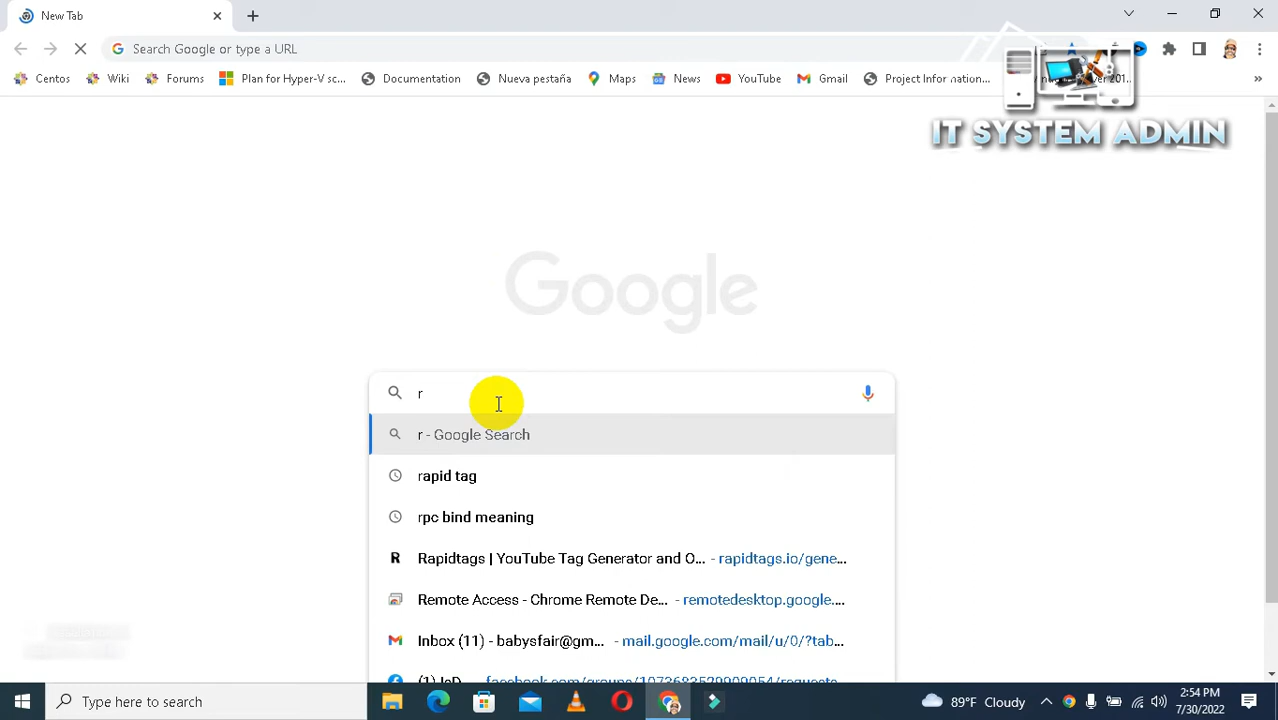 New Tab
Search Google or type a URL
Centos
Wiki
Forums
Plan for Hyper-V sc...
Documentation
Nueva pestaña
Maps
News
YouTube
Gmail
Project Information...
IT SYSTEM ADMIN
Google
r
r - Google Search
rapid tag
rpc bind meaning
R Rapidtags | YouTube Tag Generator and O... - rapidtags.io/gene...
Remote Access - Chrome Remote De... - remotedesktop.google....
Inbox (11) - babysfair@gm... - mail.google.com/mail/u/0/?tab...
Type here to search
89°F Cloudy
2:54 PM
7/30/2022